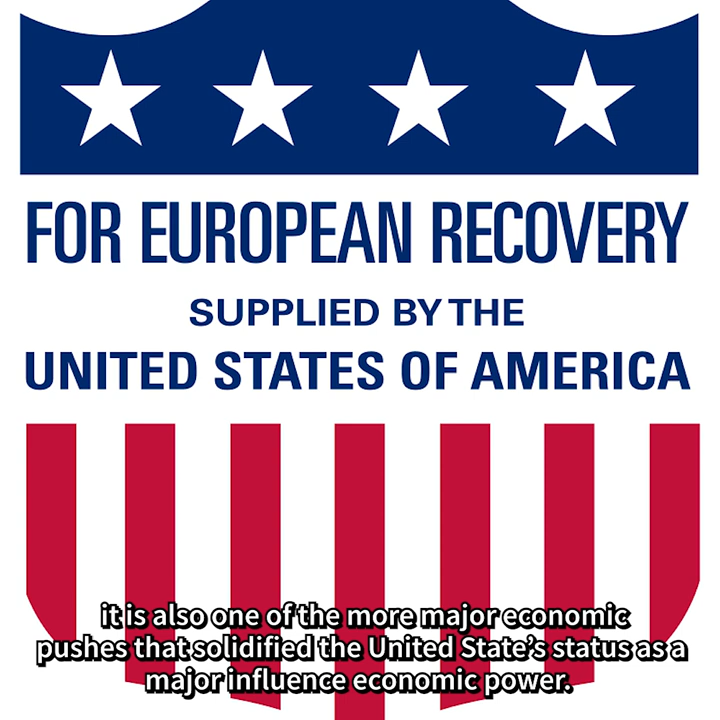 FOR EUROPEAN RECOVERY
SUPPLIED BY THE
UNITED STATES OF AMERICA
it is also one of the more major economic
pushes that solidified the United State's status as a
major influence economic power.